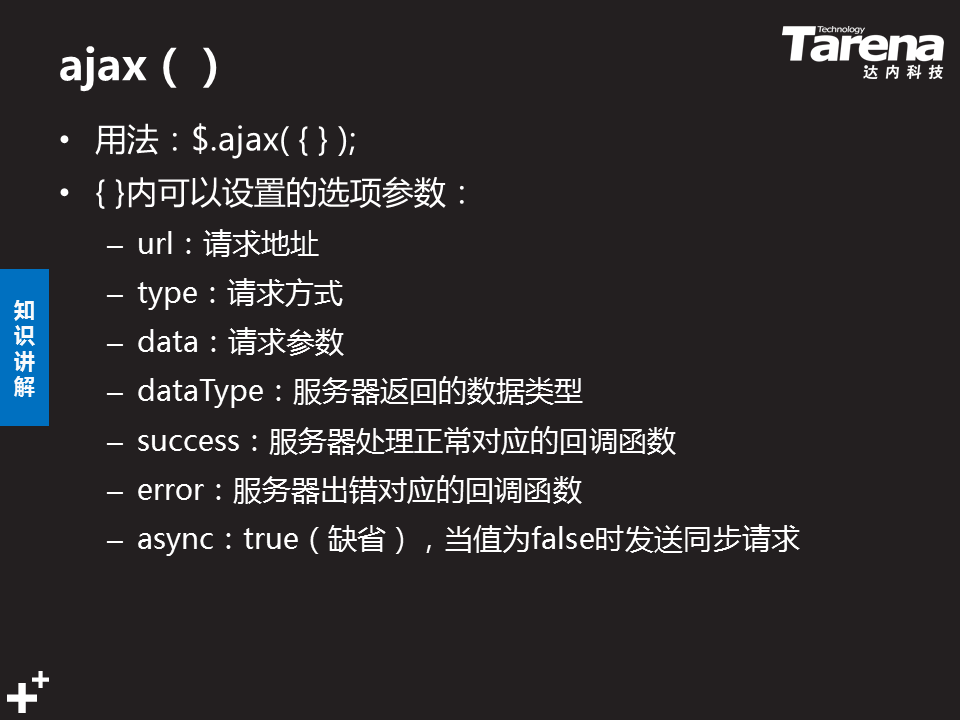 ajax（ ）
Technology
Tarena
达内科技
• 用法：$.ajax( { } );
• { }内可以设置的选项参数：
– url：请求地址
– type：请求方式
– data：请求参数
– dataType：服务器返回的数据类型
– success：服务器处理正常对应的回调函数
– error：服务器出错对应的回调函数
– async：true（缺省），当值为false时发送同步请求
知
识
讲
解